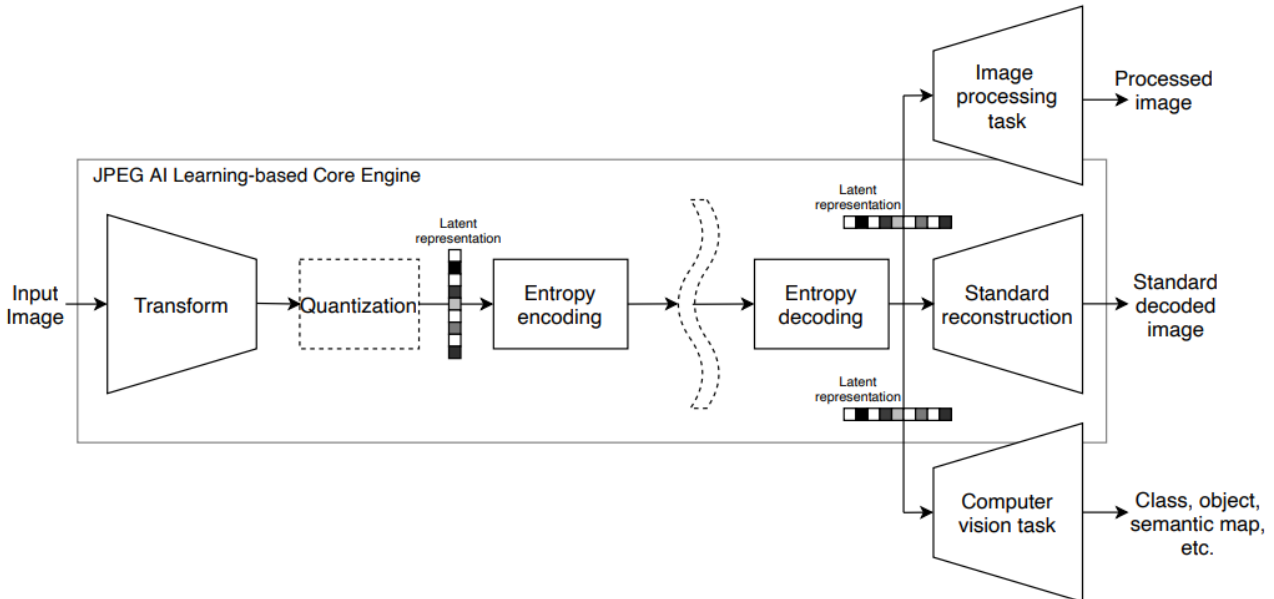 Image
processing
task
Processed
image
JPEG AI Learning-based Core Engine
Latent
representation
Latent
representation
Input
Image
Transform
Quantization
Entropy
encoding
Entropy
decoding
Standard
reconstruction
Standard
decoded
image
Latent
representation
Computer
vision task
Class, object,
semantic map,
etc.